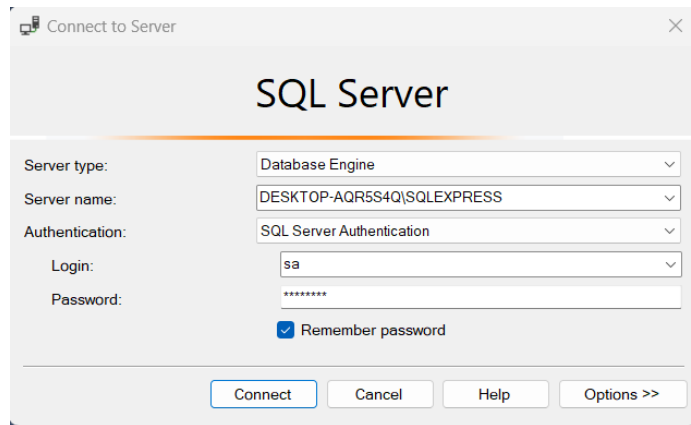 Connect to Server
SQL Server
Server type: Database Engine
Server name: DESKTOP-AQR5S4Q\SQLEXPRESS
Authentication: SQL Server Authentication
Login: sa
Password: ********
Remember password
Connect Cancel Help Options >>